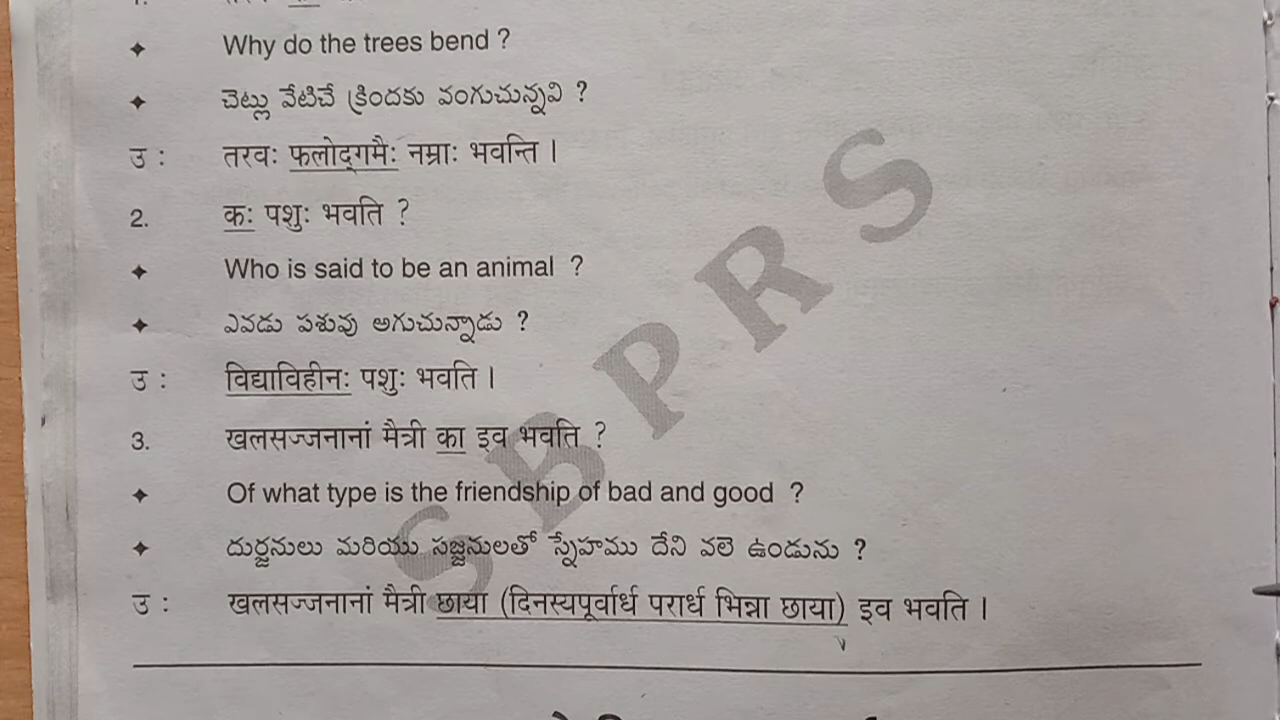 1.
Why do the trees bend ?
చెట్లు వేటిచే క్రిందకు వంగుచున్నవి ?
उ : तरवः फलोद्‌गमैः नम्राः भवन्ति ।
2. कः पशुः भवति ?
Who is said to be an animal ?
ఎవడు పశువు అగుచున్నాడు ?
उ : विद्याविहीनः पशुः भवति ।
3. खलसज्जनानां मैत्री का इव भवति ?
Of what type is the friendship of bad and good ?
దుర్జనులు మరియు సజ్జనులతో స్నేహము దేని వలె ఉండును ?
उ : खलसज्जनानां मैत्री छाया (दिनस्यपूर्वार्ध परार्ध भिन्ना छाया) इव भवति ।
SBPRS